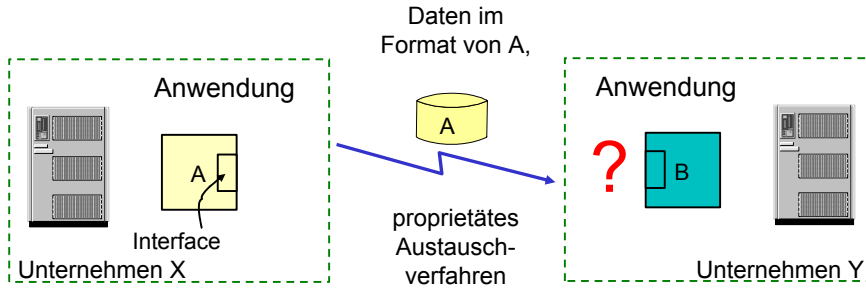 Daten im
Format von A,
Anwendung
A
Interface
Unternehmen X
A
proprietätes
Austausch-
verfahren
Anwendung
?
B
Unternehmen Y